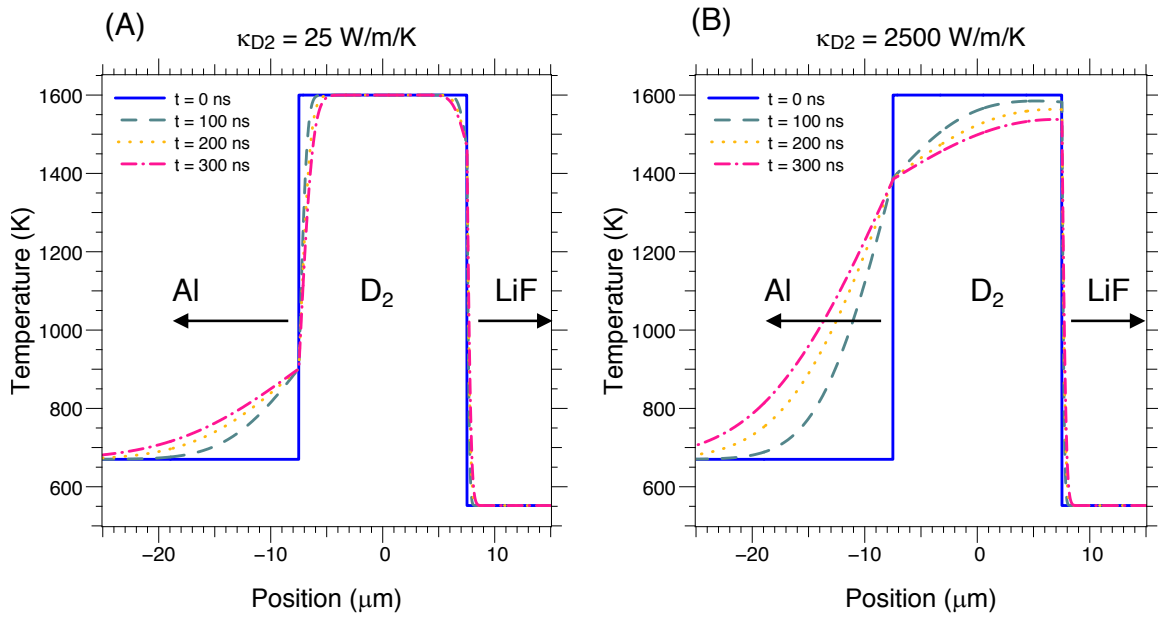 (A)
κD2 = 25 W/m/K
t = 0 ns
t = 100 ns
t = 200 ns
t = 300 ns
Al
D2
LiF
Temperature (K)
1600
1400
1200
1000
800
600
−20
−10
0
10
Position (μm)
(B)
κD2 = 2500 W/m/K
t = 0 ns
t = 100 ns
t = 200 ns
t = 300 ns
Al
D2
LiF
Temperature (K)
1600
1400
1200
1000
800
600
−20
−10
0
10
Position (μm)